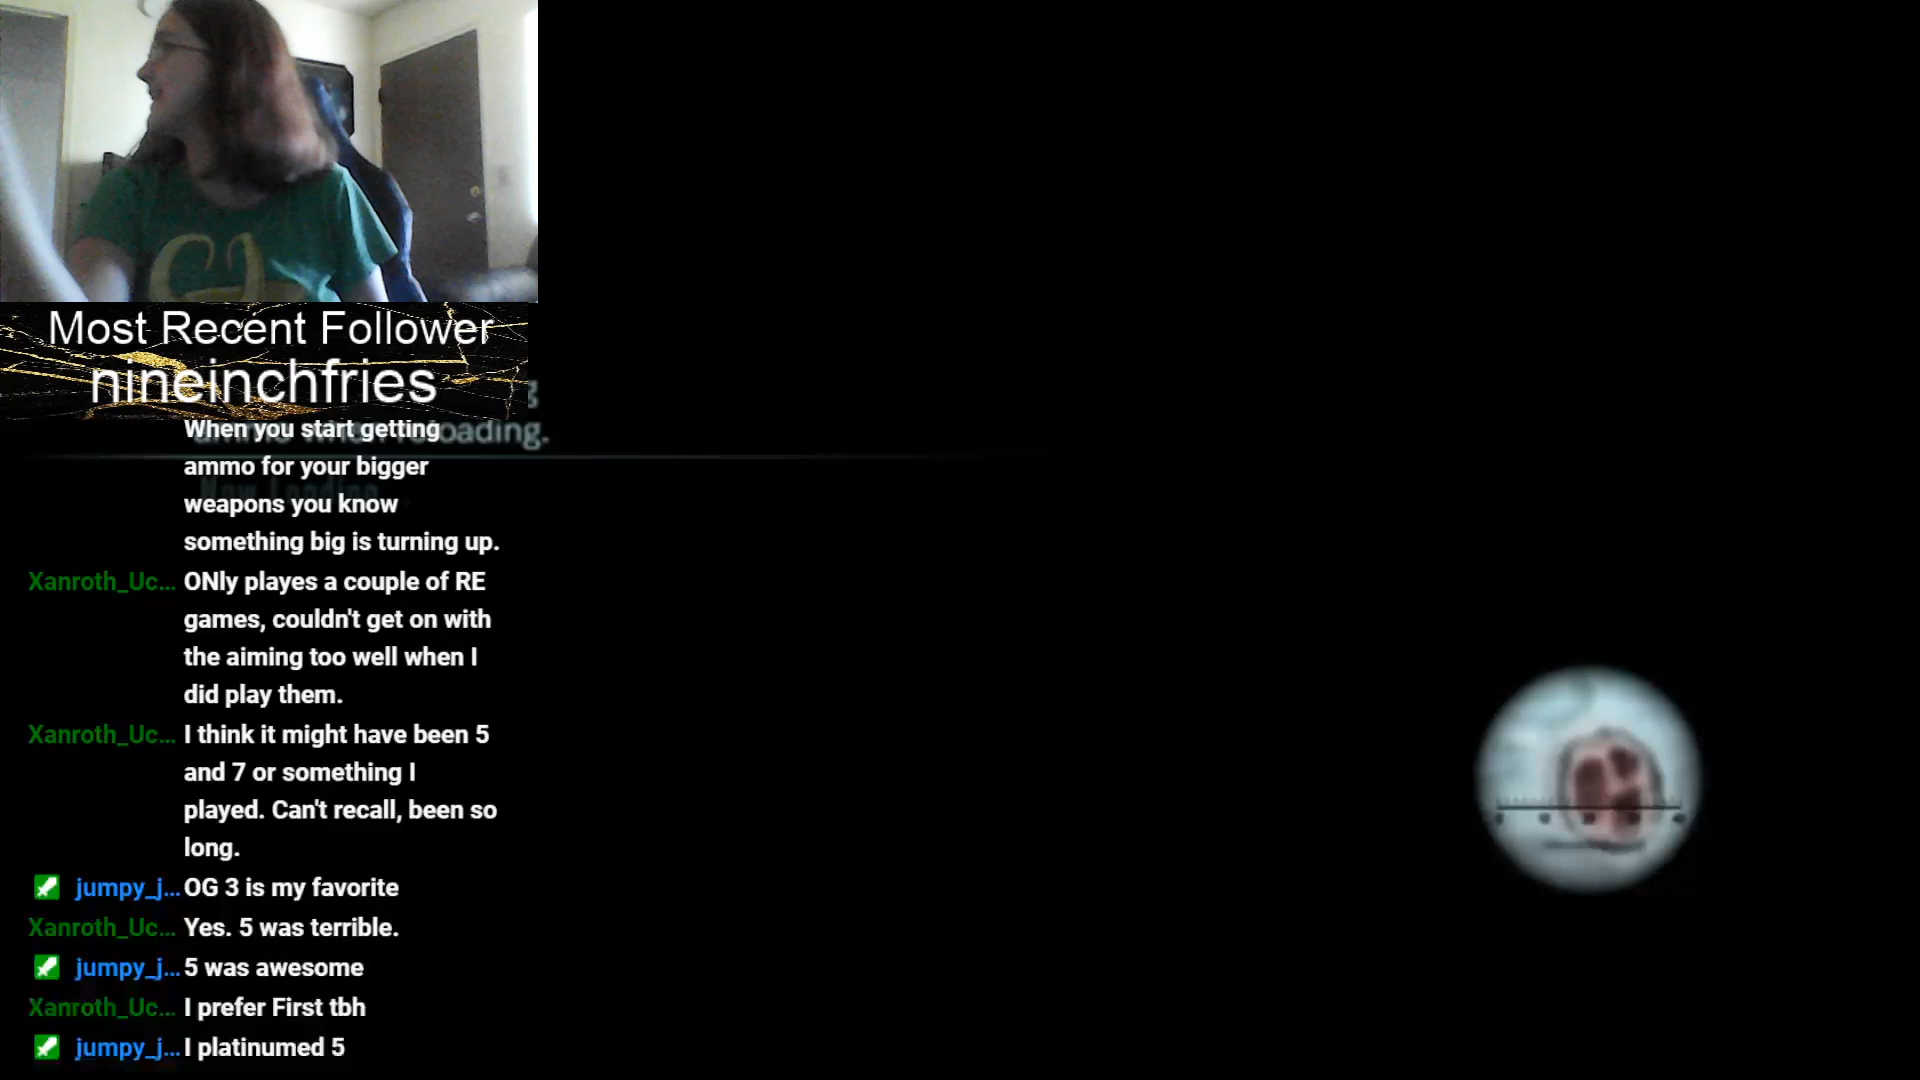 Most Recent Follower
nineinchfries
When you start getting
ammo for your bigger
weapons you know
something big is turning up.
Xanroth_Uc... ONly playes a couple of RE
games, couldn't get on with
the aiming too well when I
did play them.
Xanroth_Uc... I think it might have been 5
and 7 or something I
played. Can't recall, been so
long.
jumpy_j... OG 3 is my favorite
Xanroth_Uc... Yes. 5 was terrible.
jumpy_j... 5 was awesome
Xanroth_Uc... I prefer First tbh
jumpy_j... I platinumed 5